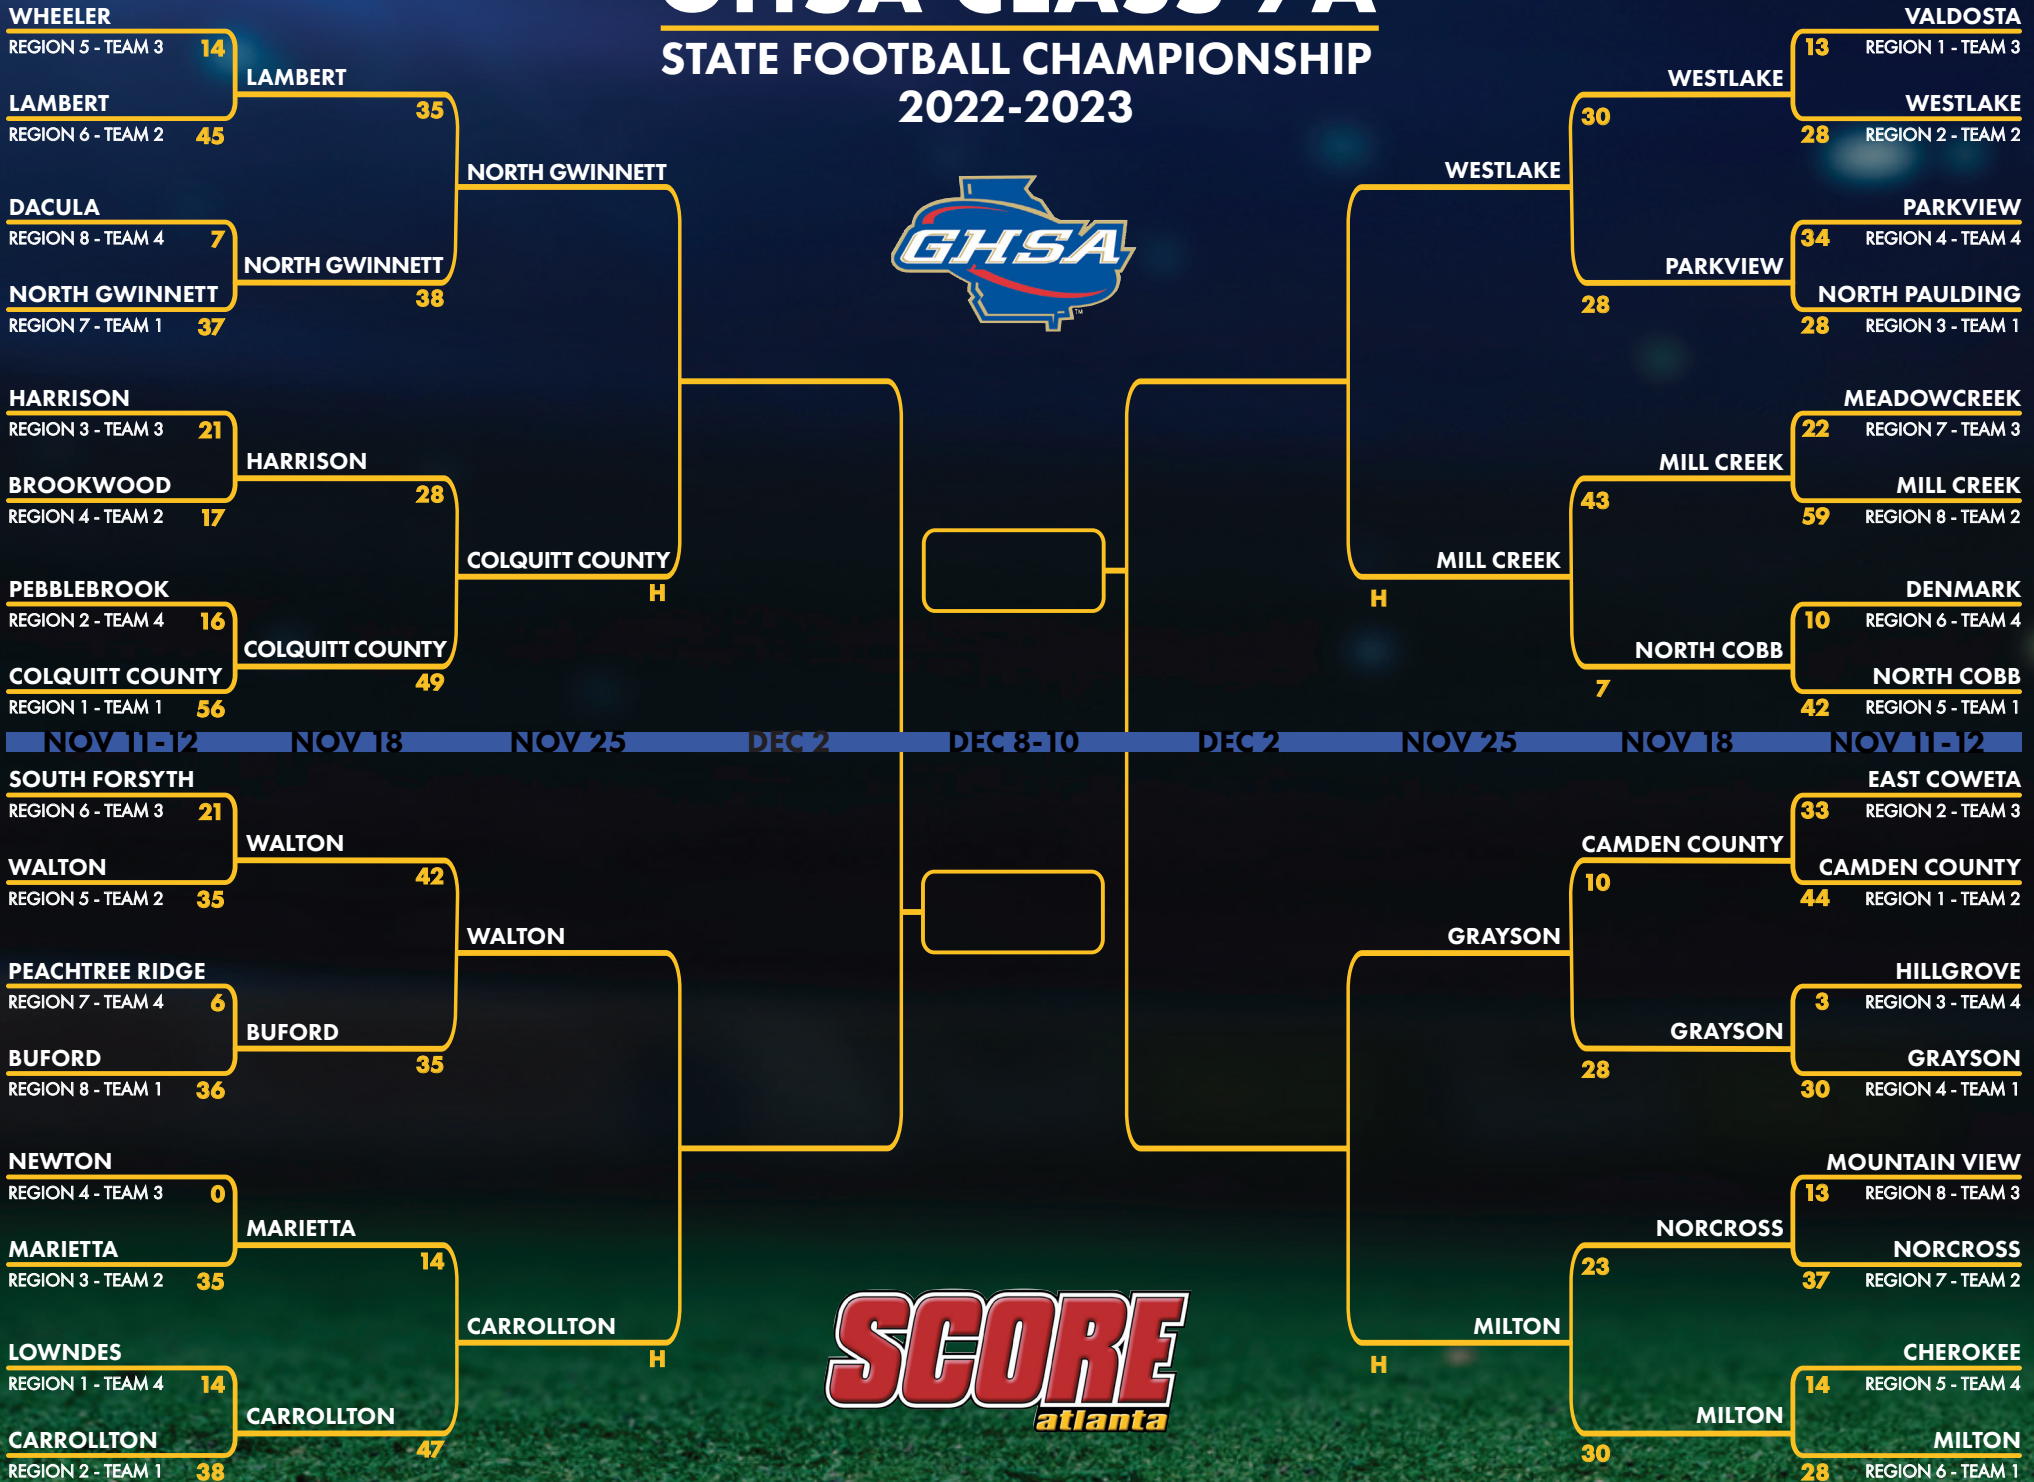 GHSA CLASS 7A
STATE FOOTBALL CHAMPIONSHIP
2022-2023
GHSA
TM
WHEELER
REGION 5 - TEAM 3 14
LAMBERT
REGION 6 - TEAM 2 45
DACULA
REGION 8 - TEAM 4 7
NORTH GWINNETT
REGION 7 - TEAM 1 37
HARRISON
REGION 3 - TEAM 3 21
BROOKWOOD
REGION 4 - TEAM 2 17
PEBBLEBROOK
REGION 2 - TEAM 4 16
COLQUITT COUNTY
REGION 1 - TEAM 1 56
LAMBERT
35
NORTH GWINNETT
38
HARRISON
28
COLQUITT COUNTY
49
NORTH GWINNETT
COLQUITT COUNTY
H
VALDOSTA
13 REGION 1 - TEAM 3
WESTLAKE
28 REGION 2 - TEAM 2
PARKVIEW
34 REGION 4 - TEAM 4
NORTH PAULDING
28 REGION 3 - TEAM 1
MEADOWCREEK
22 REGION 7 - TEAM 3
MILL CREEK
59 REGION 8 - TEAM 2
DENMARK
10 REGION 6 - TEAM 4
NORTH COBB
42 REGION 5 - TEAM 1
WESTLAKE
30
PARKVIEW
28
MILL CREEK
43
NORTH COBB
7
WESTLAKE
MILL CREEK
H
NOV 11-12 NOV 18 NOV 25 DEC 2 DEC 8-10 DEC 2 NOV 25 NOV 18 NOV 11-12
SOUTH FORSYTH
REGION 6 - TEAM 3 21
WALTON
REGION 5 - TEAM 2 35
PEACHTREE RIDGE
REGION 7 - TEAM 4 6
BUFORD
REGION 8 - TEAM 1 36
NEWTON
REGION 4 - TEAM 3 0
MARIETTA
REGION 3 - TEAM 2 35
LOWNDES
REGION 1 - TEAM 4 14
CARROLLTON
REGION 2 - TEAM 1 38
WALTON
42
BUFORD
35
MARIETTA
14
CARROLLTON
47
WALTON
CARROLLTON
H
EAST COWETA
33 REGION 2 - TEAM 3
CAMDEN COUNTY
44 REGION 1 - TEAM 2
HILLGROVE
3 REGION 3 - TEAM 4
GRAYSON
30 REGION 4 - TEAM 1
MOUNTAIN VIEW
13 REGION 8 - TEAM 3
NORCROSS
37 REGION 7 - TEAM 2
CHEROKEE
14 REGION 5 - TEAM 4
MILTON
28 REGION 6 - TEAM 1
CAMDEN COUNTY
10
GRAYSON
28
NORCROSS
23
MILTON
30
GRAYSON
MILTON
H
SCORE
atlanta